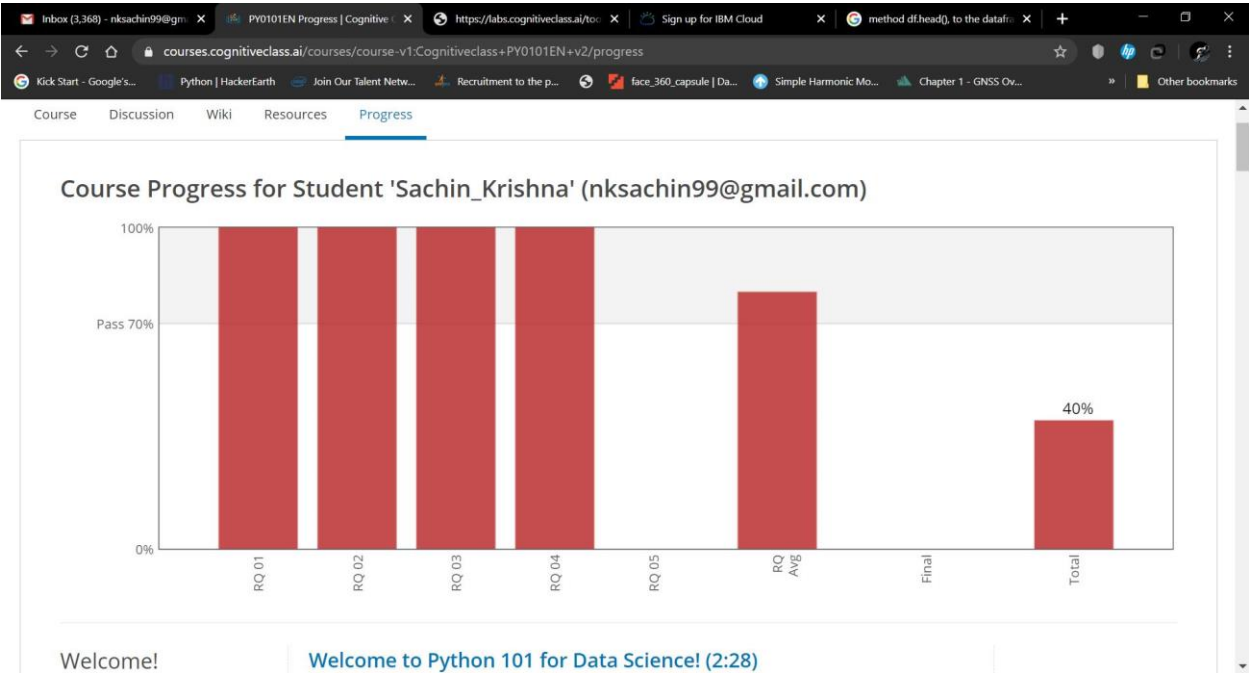 Inbox (3,368) - nksachin99@gm
PY0101EN Progress | Cognitive C
https://labs.cognitiveclass.ai/too
Sign up for IBM Cloud
method df.head(), to the datafra
courses.cognitiveclass.ai/courses/course-v1:Cognitiveclass+PY0101EN+v2/progress
Kick Start - Google's...
Python | HackerEarth
Join Our Talent Netw...
Recruitment to the p...
face_360_capsule | Da...
Simple Harmonic Mo...
Chapter 1 - GNSS Ov...
»
Other bookmarks
Course
Discussion
Wiki
Resources
Progress
Course Progress for Student 'Sachin_Krishna' (nksachin99@gmail.com)
100%
Pass 70%
0%
40%
RQ 01
RQ 02
RQ 03
RQ 04
RQ 05
RQ
Avg
Final
Total
Welcome!
Welcome to Python 101 for Data Science! (2:28)